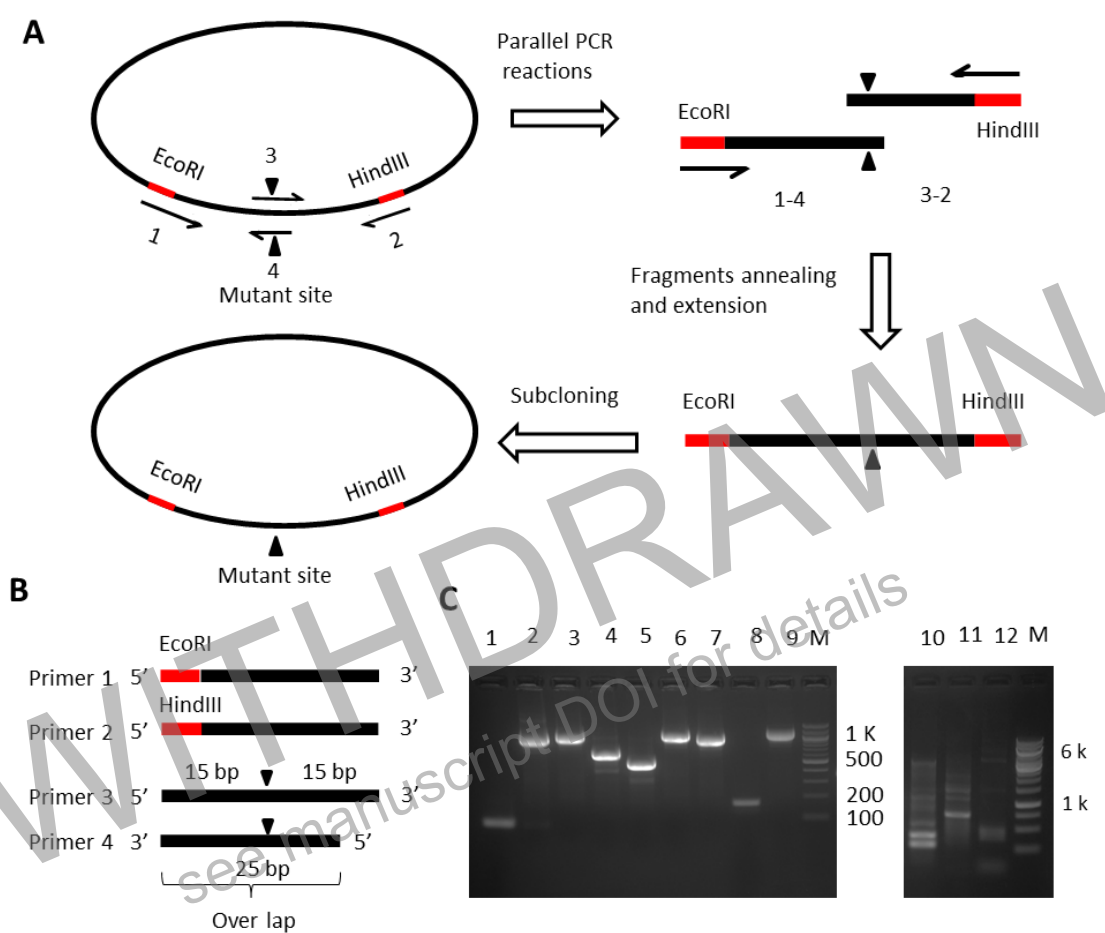 A
Parallel PCR
reactions
EcoRI
HindIII
3
1
2
4
Mutant site
EcoRI
HindIII
1-4
3-2
Fragments annealing
and extension
EcoRI
HindIII
Subcloning
EcoRI
HindIII
Mutant site
WITHDRAWN
see manuscript DOI for details
B
EcoRI
Primer 1 5’ 3’
HindIII
Primer 2 5’ 3’
15 bp 15 bp
Primer 3 5’ 3’
Primer 4 3’ 5’
25 bp
Over lap
C
1 2 3 4 5 6 7 8 9 M
1 K
500
200
100
10 11 12 M
6 k
1 k